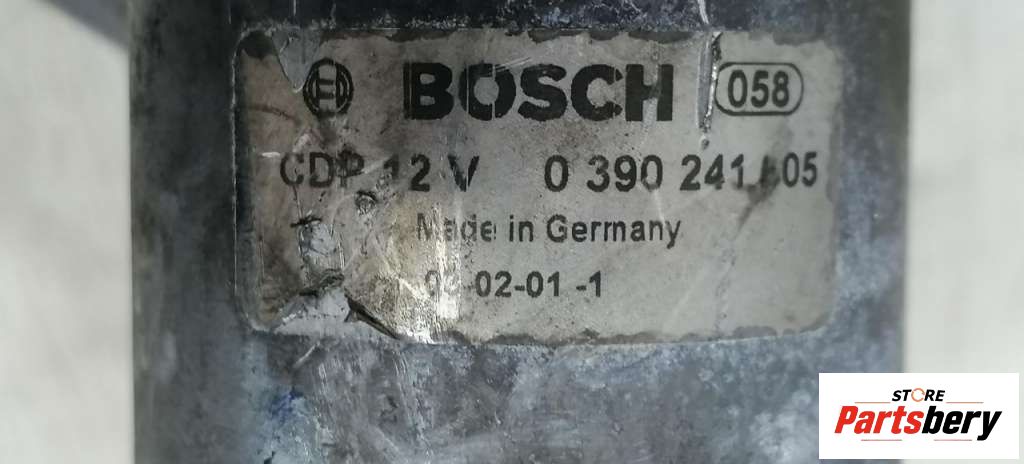 BOSCH 058
CDP 12 V 0 390 241
Made in Germany
02-01 -1
STORE
Partsbery